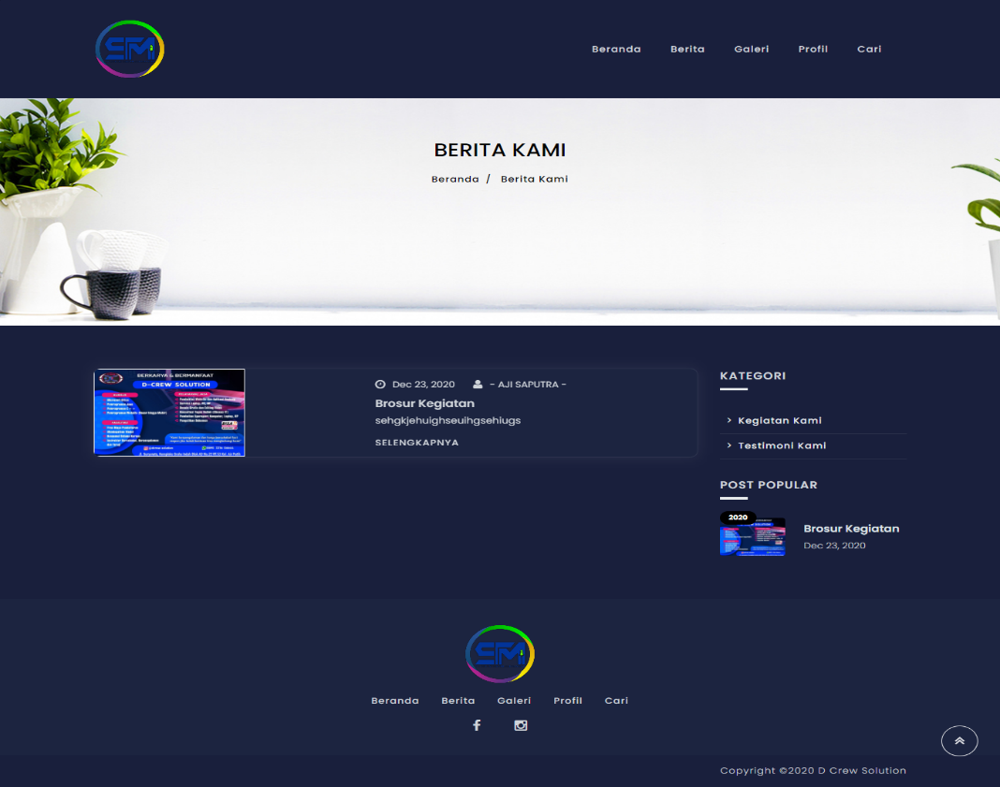 Beranda Berita Galeri Profil Cari
BERITA KAMI
Beranda / Berita Kami
BERKARYA & BERMANFAAT
D-CREW SOLUTION
Dec 23, 2020 ~ AJI SAPUTRA ~
Brosur Kegiatan
sehgkjehuighseuihgsehiugs
SELENGKAPNYA
KATEGORI
> Kegiatan Kami
> Testimoni Kami
POST POPULAR
2020
Brosur Kegiatan
Dec 23, 2020
Beranda Berita Galeri Profil Cari
Copyright ©2020 D Crew Solution